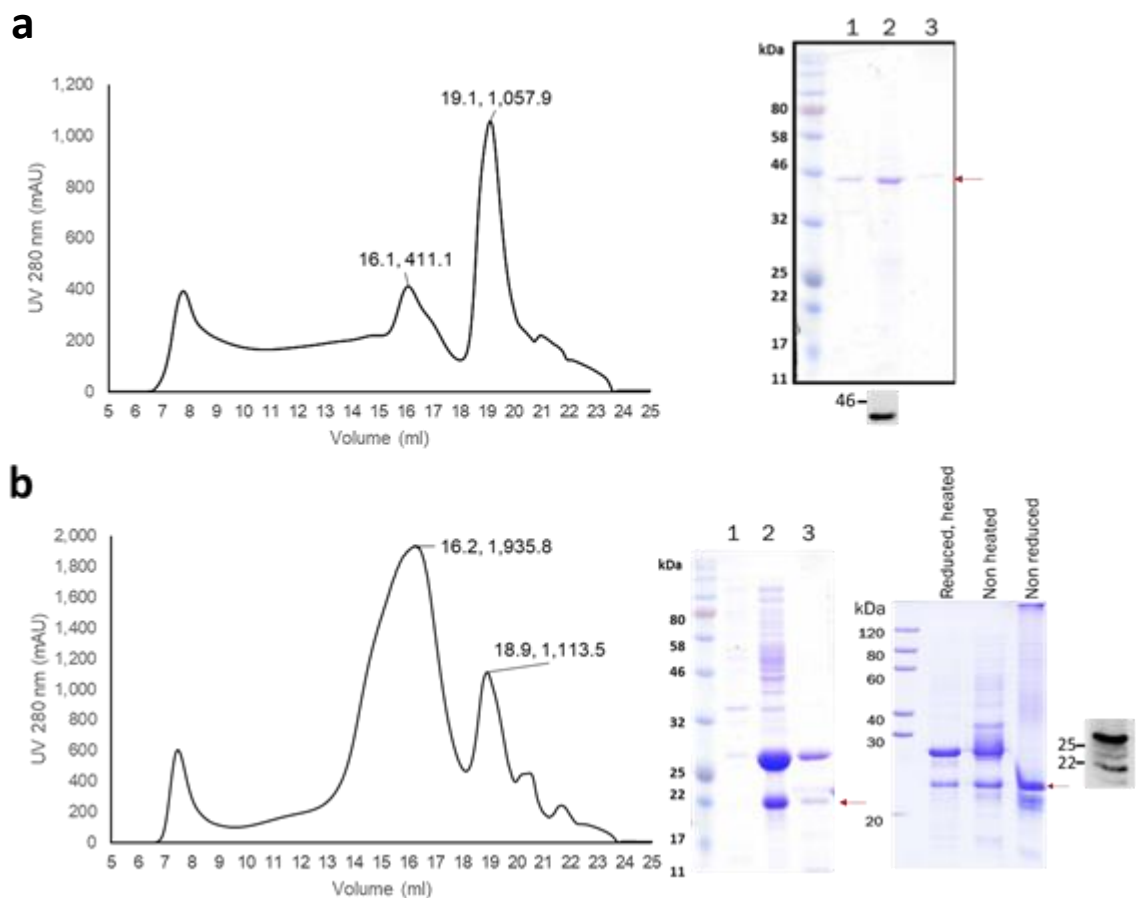 a
1,200
1,000
800
600
400
200
0
UV 280 nm (mAU)
19.1, 1,057.9
16.1, 411.1
5 6 7 8 9 10 11 12 13 14 15 16 17 18 19 20 21 22 23 24 25
Volume (ml)
1 2 3
kDa
80
58
46
32
25
22
17
11
46
b
2,000
1,800
1,600
1,400
1,200
1,000
800
600
400
200
0
UV 280 nm (mAU)
16.2, 1,935.8
18.9, 1,113.5
5 6 7 8 9 10 11 12 13 14 15 16 17 18 19 20 21 22 23 24 25
Volume (ml)
1 2 3
kDa
80
58
46
32
25
22
17
11
Reduced, heated
Non heated
Non reduced
kDa
120
80
60
40
30
20
25
22